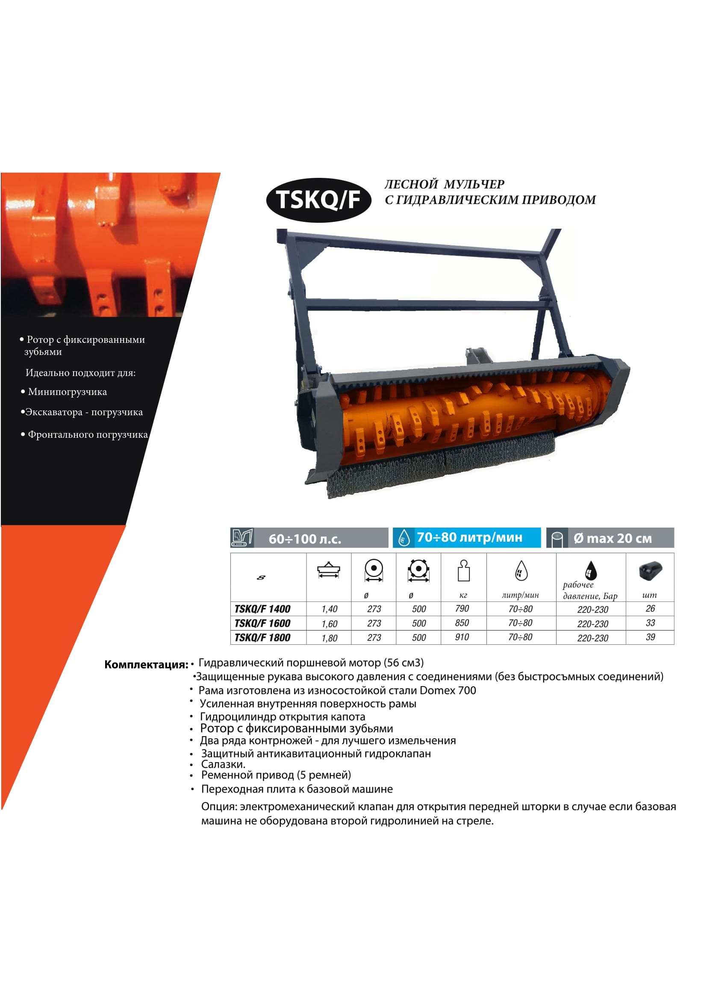 TSKQ/F
ЛЕСНОЙ МУЛЬЧЕР
С ГИДРАВЛИЧЕСКИМ ПРИВОДОМ
• Ротор с фиксированными
зубьями
Идеально подходит для:
• Минипогрузчика
•Экскаватора - погрузчика
• Фронтального погрузчика
60÷100 л.с.
70÷80 литр/мин
Ø max 20 см
8 ø ø кг литр/мин рабочее давление, Бар шт
TSKQ/F 1400 1,40 273 500 790 70÷80 220-230 26
TSKQ/F 1600 1,60 273 500 850 70÷80 220-230 33
TSKQ/F 1800 1,80 273 500 910 70÷80 220-230 39
Комплектация: • Гидравлический поршневой мотор (56 см3)
•Защищенные рукава высокого давления с соединениями (без быстросъмных соединений)
• Рама изготовлена из износостойкой стали Domex 700
• Усиленная внутренняя поверхность рамы
• Гидроцилиндр открытия капота
• Ротор с фиксированными зубьями
• Два ряда контрножей - для лучшего измельчения
• Защитный антикавитационный гидроклапан
• Салазки.
• Ременной привод (5 ремней)
• Переходная плита к базовой машине
Опция: электромеханический клапан для открытия передней шторки в случае если базовая
машина не оборудована второй гидролинией на стреле.